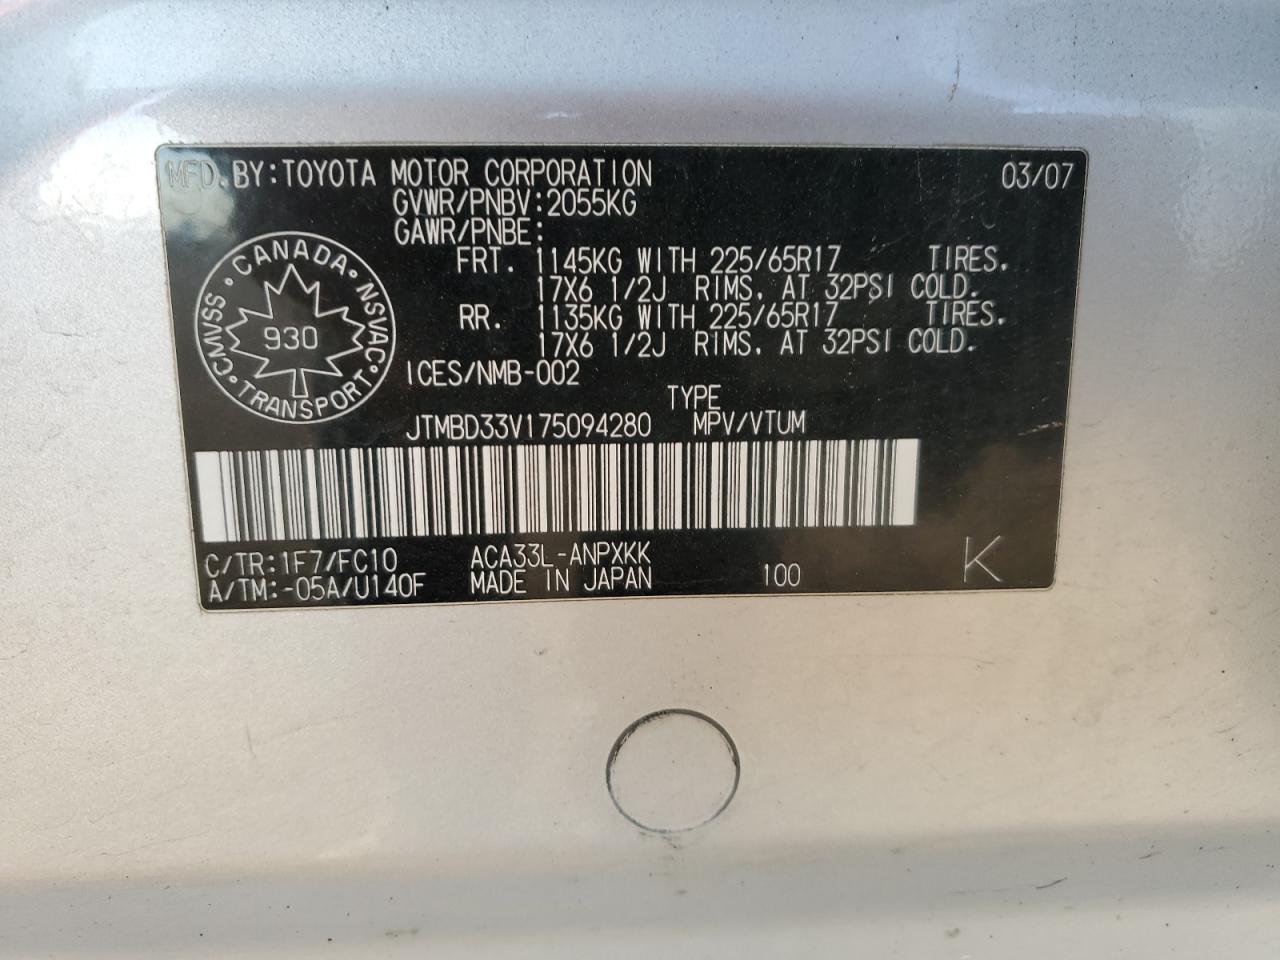 MFD. BY: TOYOTA MOTOR CORPORATION 03/07
GVWR/PNBV: 2055KG
GAWR/PNBE:
FRT. 1145KG WITH 225/65R17 TIRES.
17X6 1/2J RIMS. AT 32PSI COLD.
RR. 1135KG WITH 225/65R17 TIRES.
17X6 1/2J RIMS. AT 32PSI COLD.
CANADA · NSVAC · TRANSPORT · CMVSS ·
930
ICES/NMB-002
TYPE
JTMBD33V175094280 MPV/VTUM
C/TR: 1F7/FC10 ACA33L-ANPXKK
A/TM: -05A/U140F MADE IN JAPAN 100 K